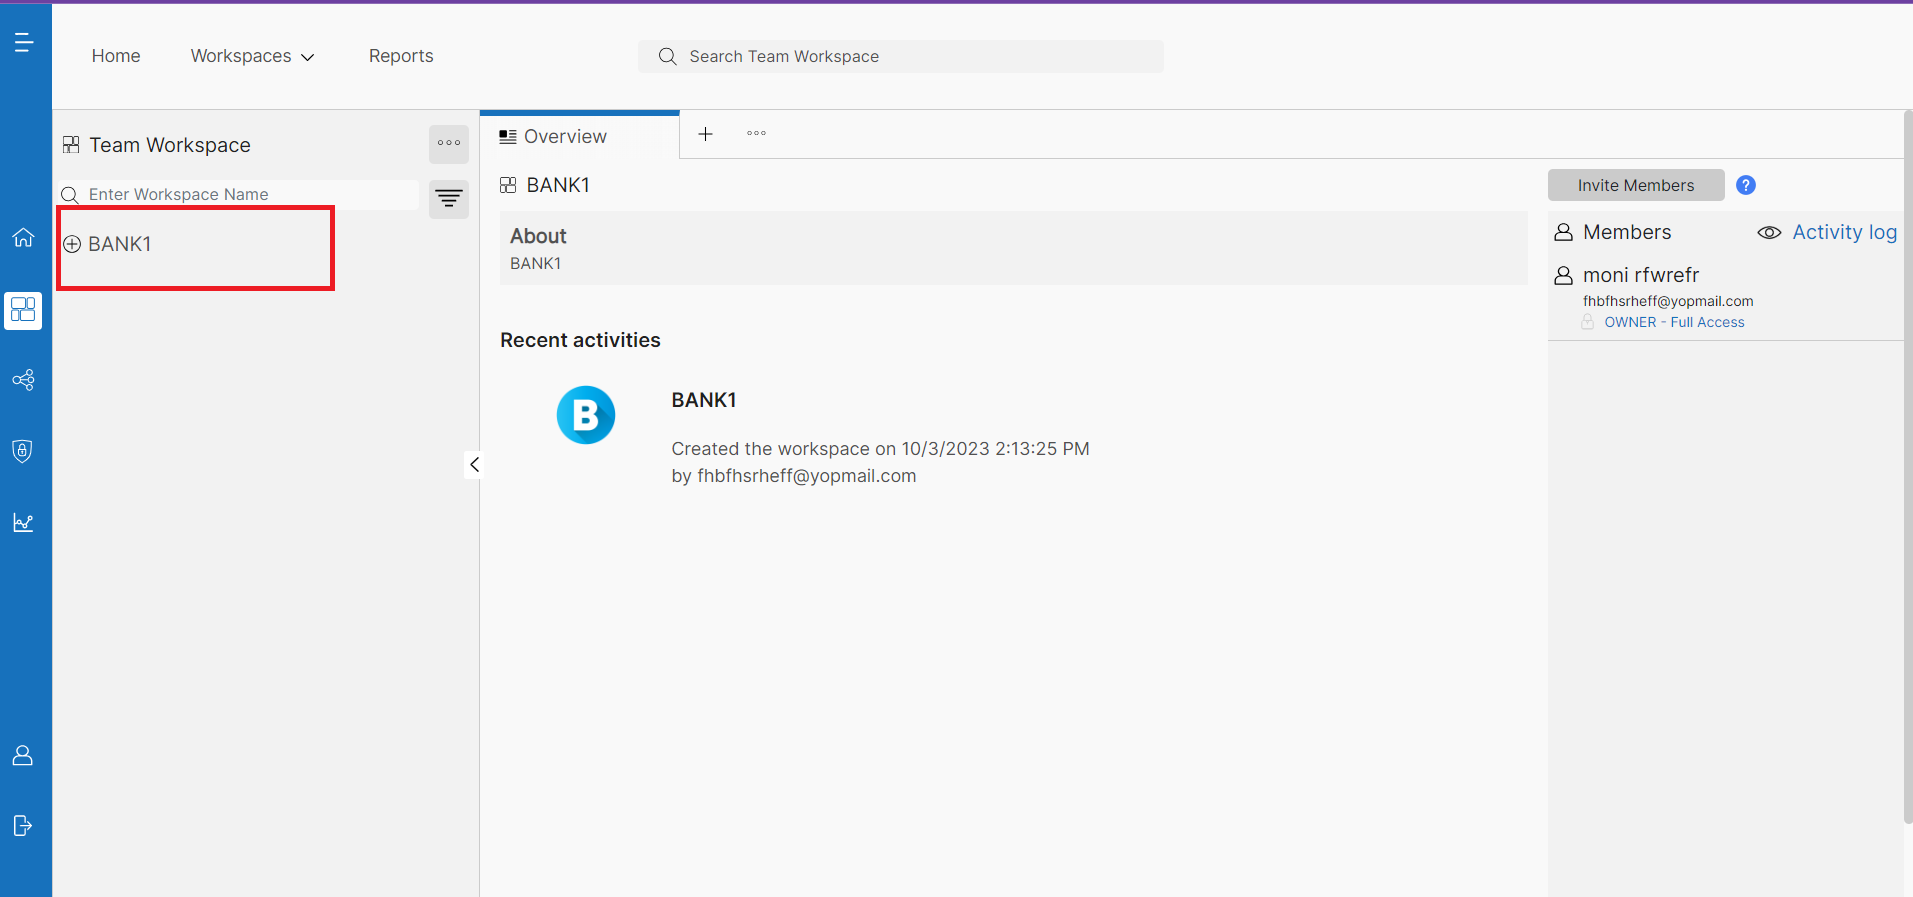 Home
Workspaces
Reports
Search Team Workspace
Team Workspace
Enter Workspace Name
BANK1
Overview
BANK1
About
BANK1
Recent activities
B
BANK1
Created the workspace on 10/3/2023 2:13:25 PM
by fhbfhsrheff@yopmail.com
Invite Members
?
Members
Activity log
moni rfwrefr
fhbfhsrheff@yopmail.com
OWNER - Full Access